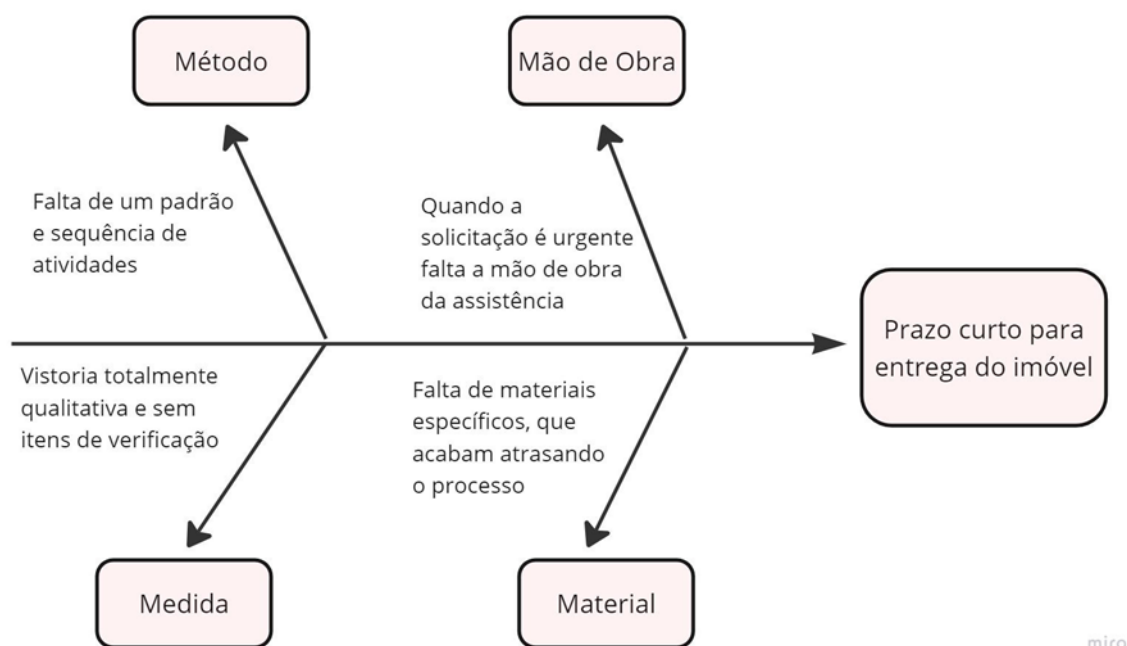 Método
Mão de Obra
Falta de um padrão
e sequência de
atividades
Quando a
solicitação é urgente
falta a mão de obra
da assistência
Prazo curto para
entrega do imóvel
Vistoria totalmente
qualitativa e sem
itens de verificação
Falta de materiais
específicos, que
acabam atrasando
o processo
Medida
Material
miro